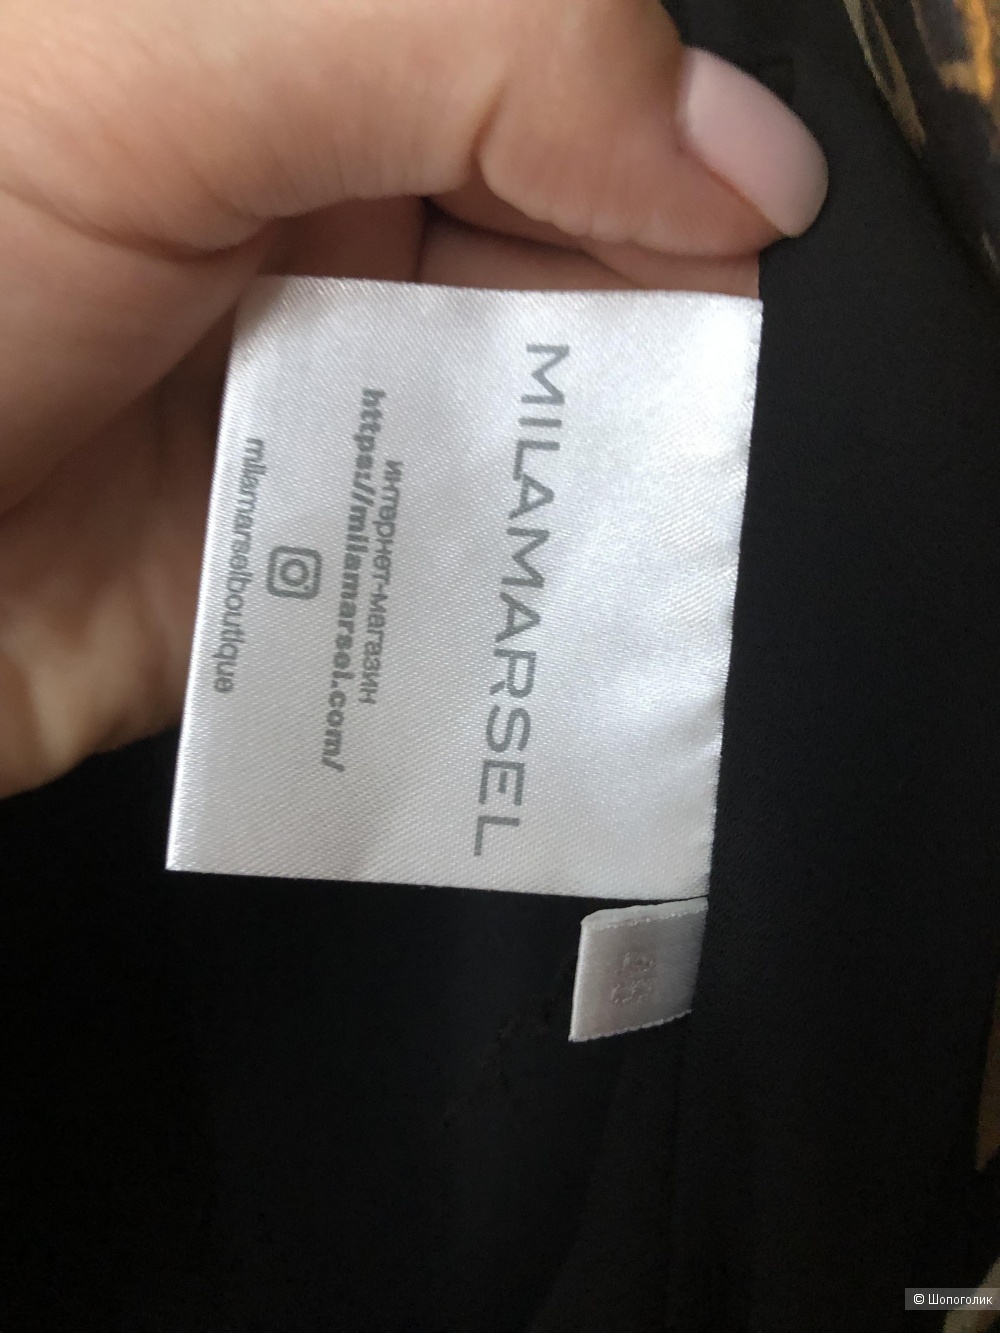 MILAMARSEL
интернет-магазин
https://milamarsel.com/
milamarselboutique
© Шопоголик